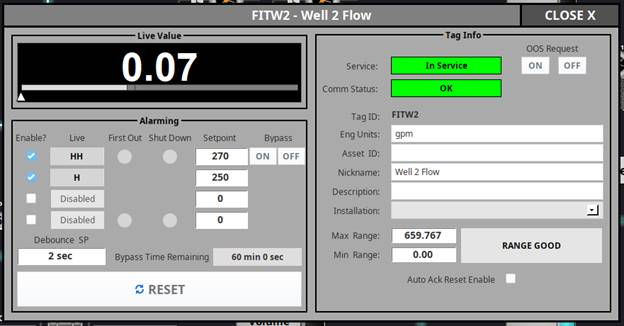 FITW2 - Well 2 Flow
CLOSE X
Live Value
0.07
Alarming
Enable? Live First Out Shut Down Setpoint Bypass
HH 270 ON OFF
H 250
Disabled 0
Disabled 0
Debounce SP
2 sec Bypass Time Remaining 60 min 0 sec
RESET
Tag Info
OOS Request
Service: In Service ON OFF
Comm Status: OK
Tag ID: FITW2
Eng Units: gpm
Asset ID:
Nickname: Well 2 Flow
Description:
Installation:
Max Range: 659.767
Min Range: 0.00
RANGE GOOD
Auto Ack Reset Enable